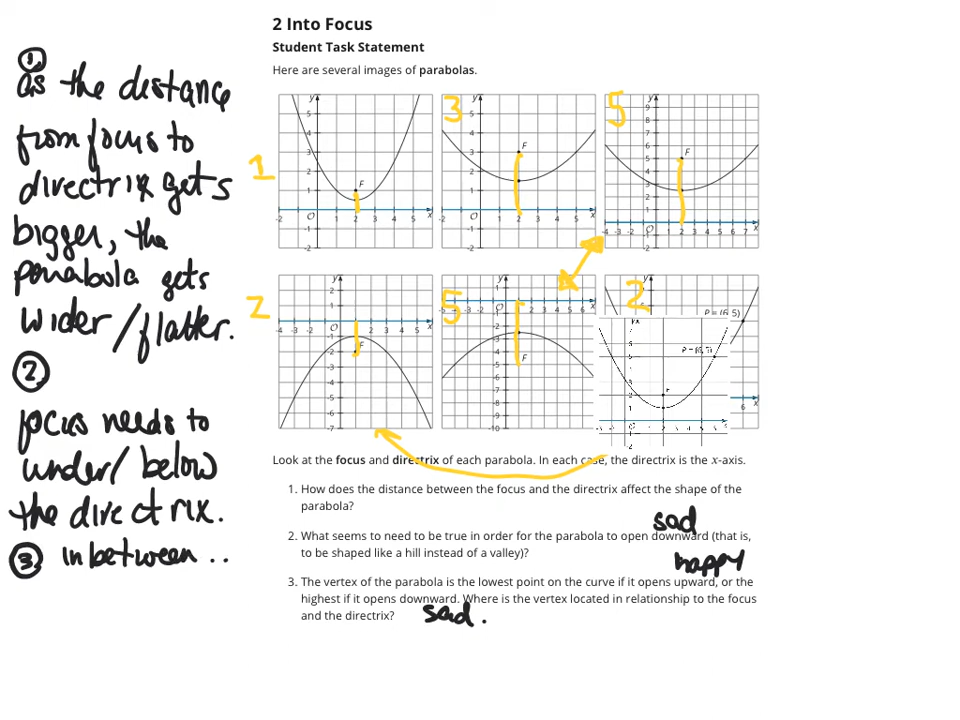 2 Into Focus
Student Task Statement
Here are several images of parabolas.
① as the distance
from focus to
directrix gets
bigger, the
parabola gets
wider/flatter.
②
focus needs to
under/below
the directrix.
③ in between ..
1
3
5
2
5
2
F
F
F
F
F
P = (6, 5)
Look at the focus and directrix of each parabola. In each case, the directrix is the x-axis.
1. How does the distance between the focus and the directrix affect the shape of the
parabola?
sad
2. What seems to need to be true in order for the parabola to open downward (that is,
to be shaped like a hill instead of a valley)?
happy
3. The vertex of the parabola is the lowest point on the curve if it opens upward, or the
highest if it opens downward. Where is the vertex located in relationship to the focus
and the directrix?
sad.